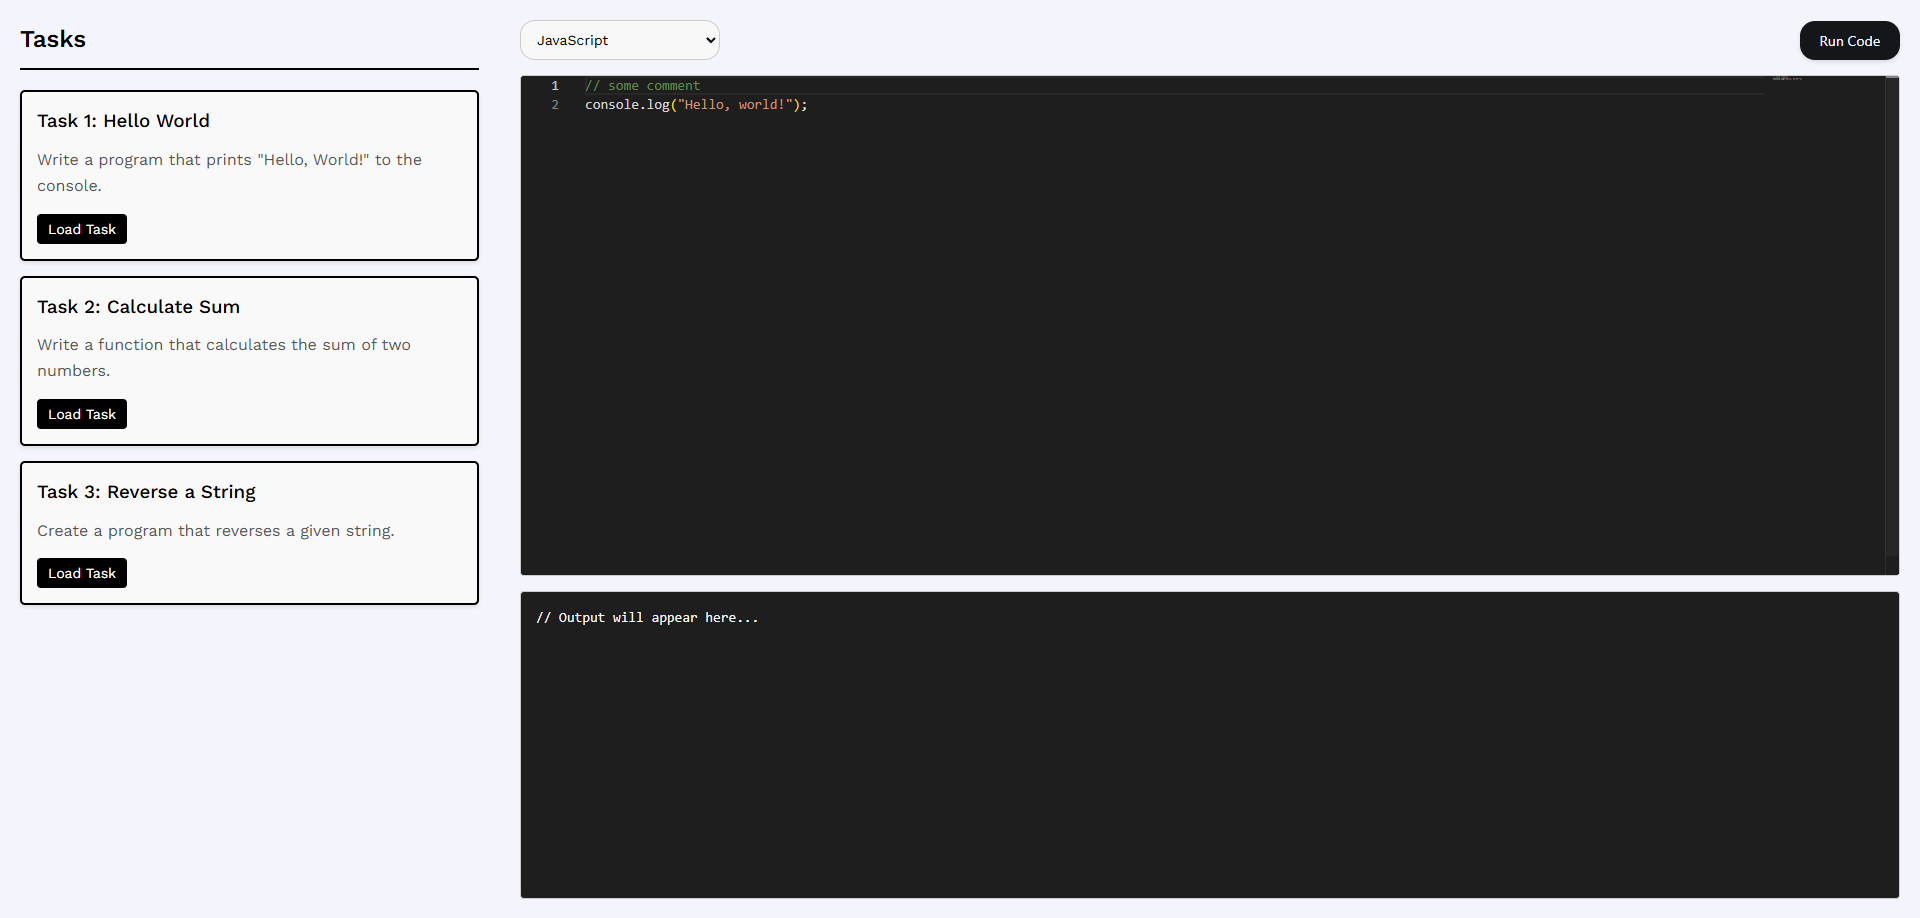 Tasks
Task 1: Hello World
Write a program that prints "Hello, World!" to the
console.
Load Task
Task 2: Calculate Sum
Write a function that calculates the sum of two
numbers.
Load Task
Task 3: Reverse a String
Create a program that reverses a given string.
Load Task
JavaScript
Run Code
1 // some comment
2 console.log("Hello, world!");
// Output will appear here...